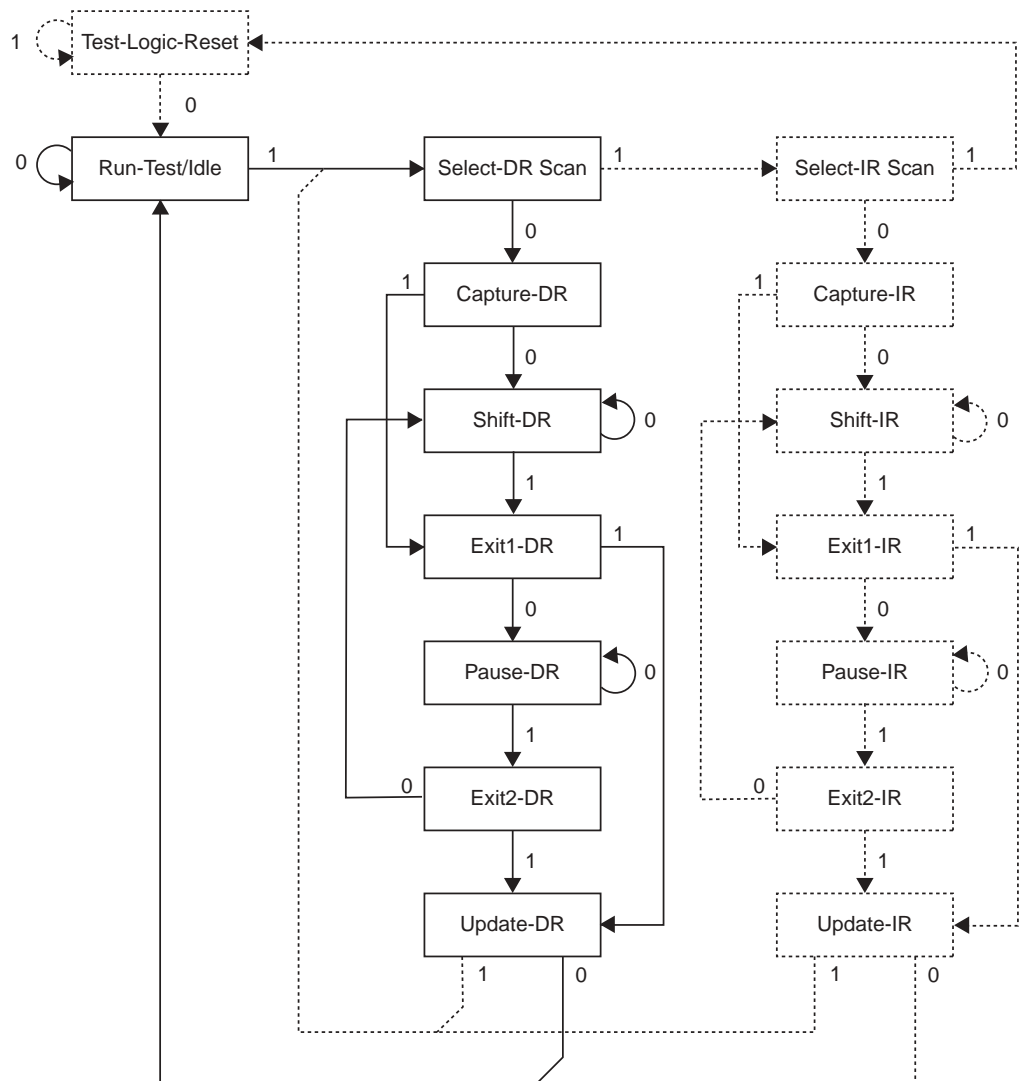 1 Test-Logic-Reset
0
0 Run-Test/Idle 1 Select-DR Scan 1 Select-IR Scan 1
0 0
1 Capture-DR 1 Capture-IR
0 0
Shift-DR 0 Shift-IR 0
1 1
Exit1-DR 1 Exit1-IR 1
0 0
Pause-DR 0 Pause-IR 0
1 1
0 Exit2-DR 0 Exit2-IR
1 1
Update-DR Update-IR
1 0 1 0